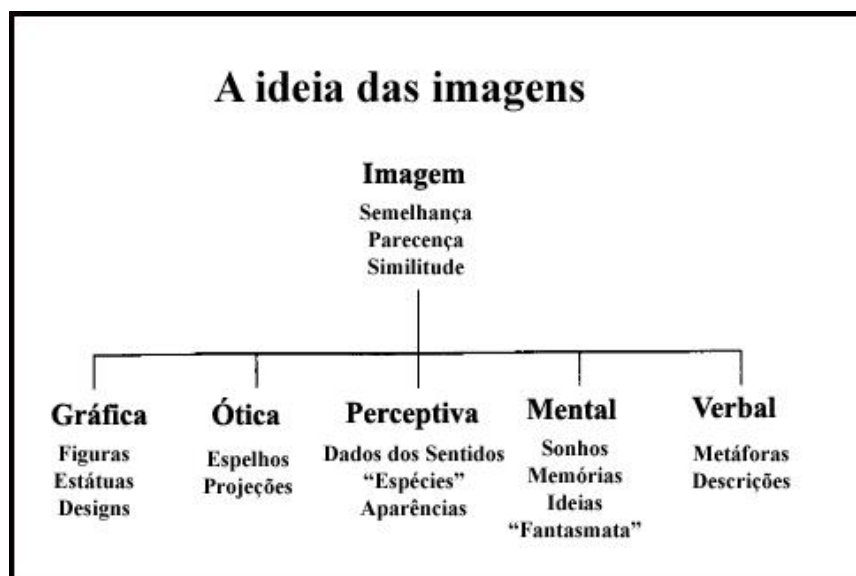 A ideia das imagens
Imagem
Semelhança
Parecença
Similitude
Gráfica
Figuras
Estátuas
Designs
Ótica
Espelhos
Projeções
Perceptiva
Dados dos Sentidos
“Espécies”
Aparências
Mental
Sonhos
Memórias
Ideias
“Fantasmata”
Verbal
Metáforas
Descrições